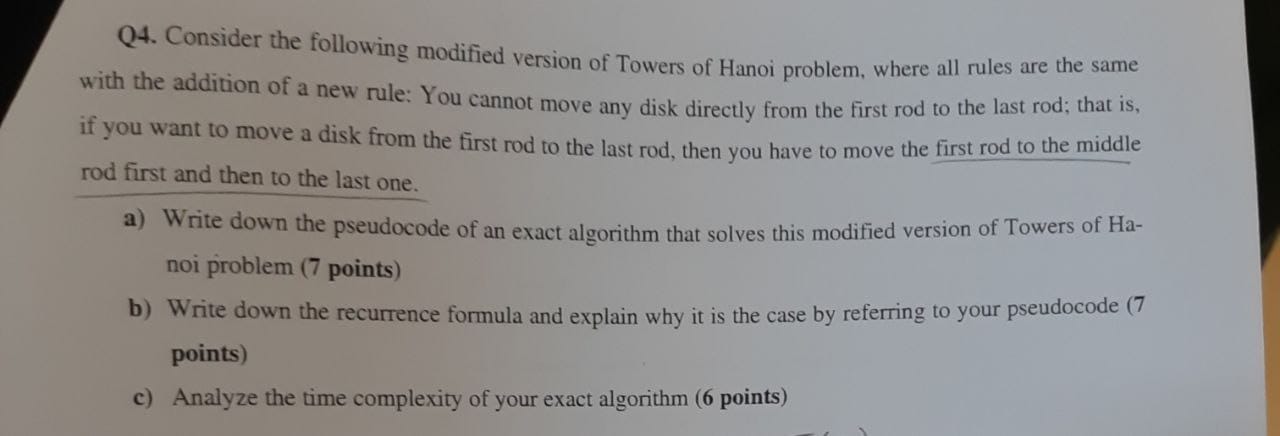 Q4. Consider the following modified version of Towers of Hanoi problem, where all rules are the same
with the addition of a new rule: You cannot move any disk directly from the first rod to the last rod; that is,
if you want to move a disk from the first rod to the last rod, then you have to move the first rod to the middle
rod first and then to the last one.
a) Write down the pseudocode of an exact algorithm that solves this modified version of Towers of Ha-
noi problem (7 points)
b) Write down the recurrence formula and explain why it is the case by referring to your pseudocode (7
points)
c) Analyze the time complexity of your exact algorithm (6 points)